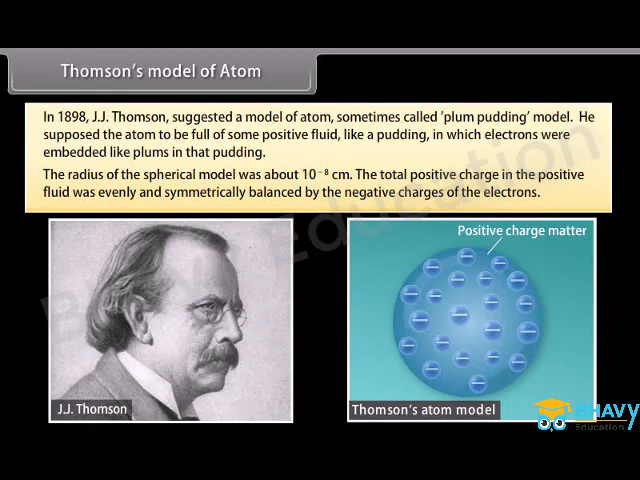 Thomson's model of Atom
In 1898, J.J. Thomson, suggested a model of atom, sometimes called 'plum pudding' model. He
supposed the atom to be full of some positive fluid, like a pudding, in which electrons were
embedded like plums in that pudding.
The radius of the spherical model was about 10⁻⁸ cm. The total positive charge in the positive
fluid was evenly and symmetrically balanced by the negative charges of the electrons.
Positive charge matter
J.J. Thomson
Thomson's atom model
BHAVY
Education